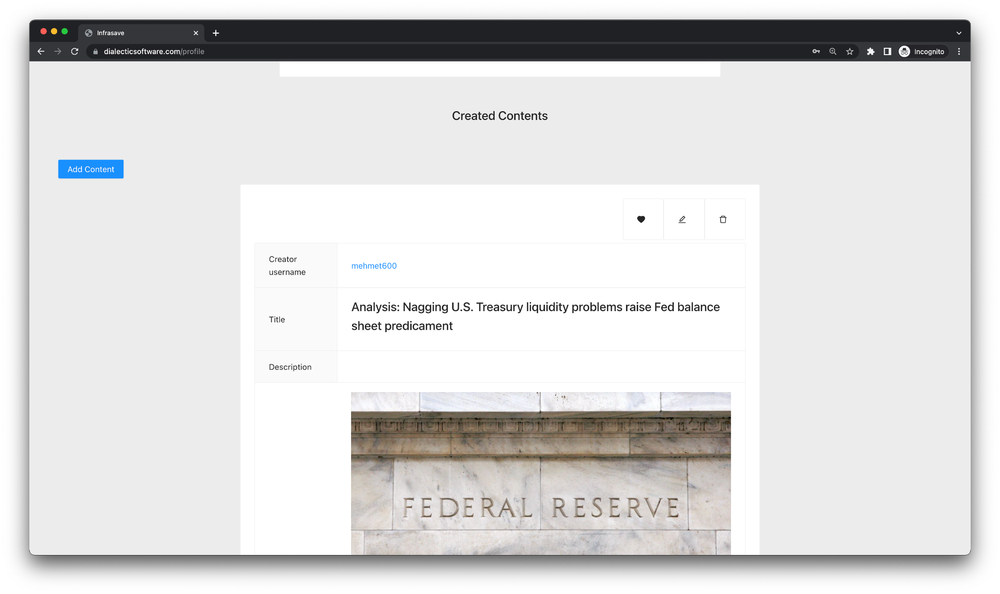 Infrasave
dialecticsoftware.com/profile
Incognito
Created Contents
Add Content
Creator
username
mehmet600
Title
Analysis: Nagging U.S. Treasury liquidity problems raise Fed balance
sheet predicament
Description
FEDERAL RESERVE